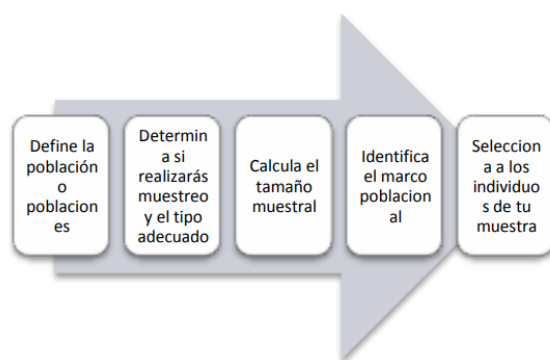 Define la
població́n
o
poblacion
es
Determin
a si
realizarás
muestreo
y el tipo
adecuado
Calcula el
tamaño
muestral
Identifica
el marco
poblacion
al
Seleccion
a a los
individuo
s de tu
muestra